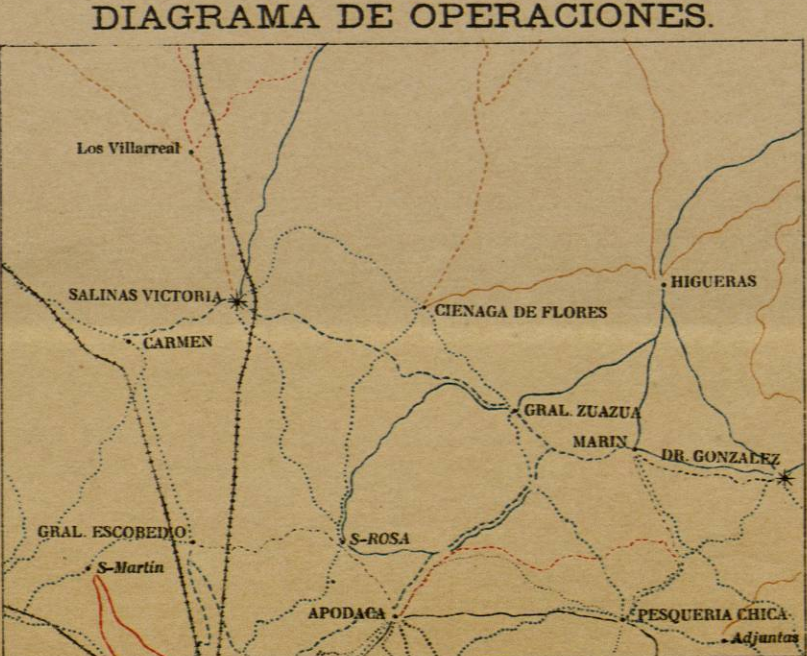 DIAGRAMA DE OPERACIONES.
Los Villarreal
SALINAS VICTORIA
HIGUERAS
CIENAGA DE FLORES
CARMEN
GRAL. ZUAZUA
MARIN
DR. GONZALEZ
GRAL. ESCOBEDO
S-ROSA
S-Martin
APODACA
PESQUERIA CHICA
Adjuntas